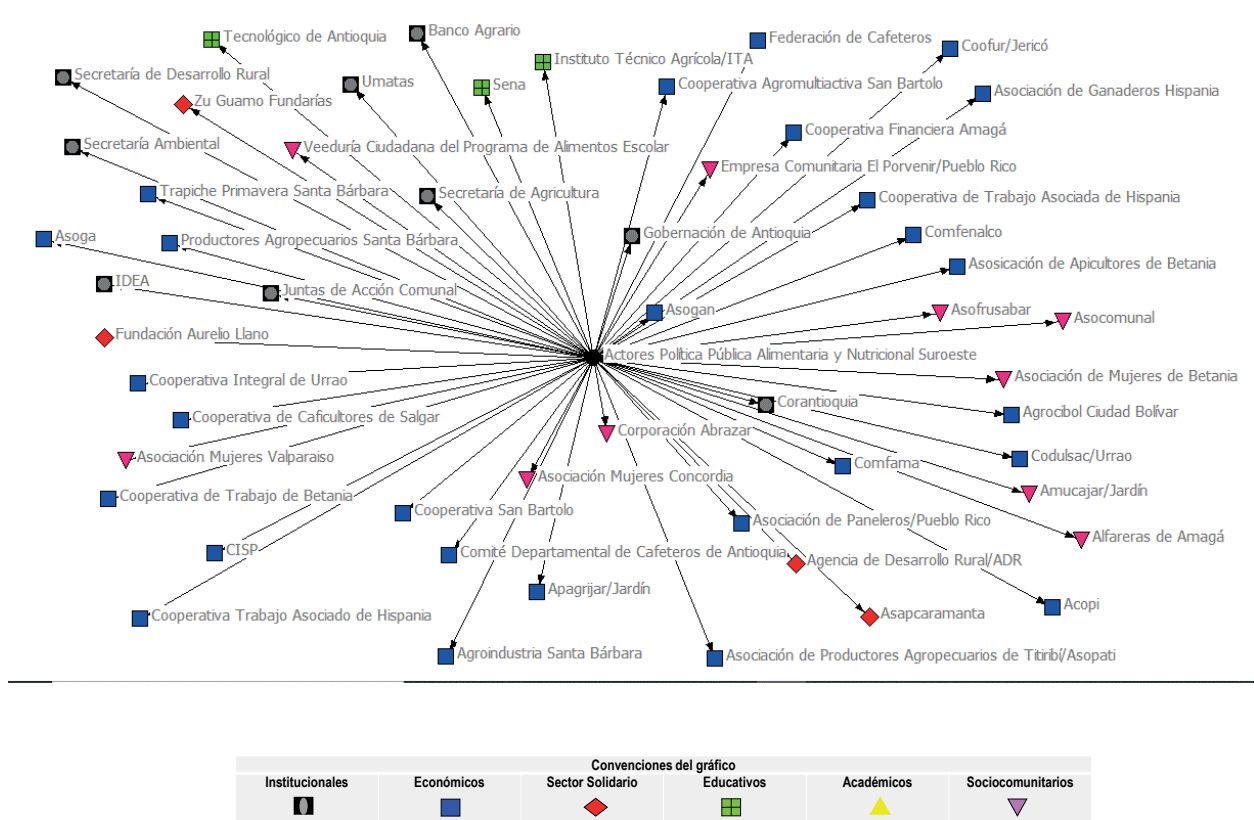 Banco Agrario
Tecnológico de Antioquia
Federación de Cafeteros
Coofur/Jericó
Instituto Técnico Agrícola/ITA
Secretaría de Desarrollo Rural
Umatas
Sena
Cooperativa Agromultiactiva San Bartolo
Asociación de Ganaderos Hispania
Zu Guamo Fundarías
Cooperativa Financiera Amagá
Secretaría Ambiental
Veeduría Ciudadana del Programa de Alimentos Escolar
Empresa Comunitaria El Porvenir/Pueblo Rico
Trapiche Primavera Santa Bárbara
Secretaría de Agricultura
Cooperativa de Trabajo Asociada de Hispania
Asoga
Productores Agropecuarios Santa Bárbara
Gobernación de Antioquia
Comfenalco
Asosicación de Apicultores de Betania
IDEA
Juntas de Acción Comunal
Asogan
Asofrusabar
Asocomunal
Fundación Aurelio Llano
Actores Política Pública Alimentaria y Nutricional Suroeste
Cooperativa Integral de Urrao
Asociación de Mujeres de Betania
Corantioquia
Cooperativa de Caficultores de Salgar
Agrocibol Ciudad Bolívar
Corporación Abrazar
Asociación Mujeres Valparaiso
Codulsac/Urrao
Comfama
Asociación Mujeres Concordia
Amucajar/Jardín
Cooperativa de Trabajo de Betania
Cooperativa San Bartolo
Asociación de Paneleros/Pueblo Rico
Alfareras de Amagá
CISP
Comité Departamental de Cafeteros de Antioquia
Agencia de Desarrollo Rural/ADR
Apagrijar/Jardín
Acopi
Cooperativa Trabajo Asociado de Hispania
Asapcaramanta
Agroindustria Santa Bárbara
Asociación de Productores Agropecuarios de Titiribí/Asopati
Convenciones del gráfico
Institucionales Económicos Sector Solidario Educativos Académicos Sociocomunitarios